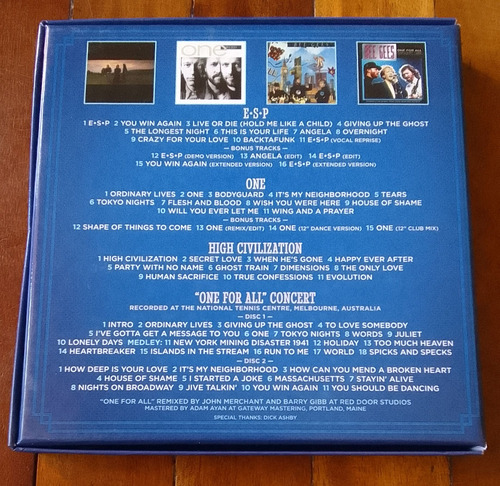 one
BEE GEES
BEE GEES
ONE FOR ALL
E•S•P
1 E•S•P 2 YOU WIN AGAIN 3 LIVE OR DIE (HOLD ME LIKE A CHILD) 4 GIVING UP THE GHOST
5 THE LONGEST NIGHT 6 THIS IS YOUR LIFE 7 ANGELA 8 OVERNIGHT
9 CRAZY FOR YOUR LOVE 10 BACKTAFUNK 11 E•S•P (VOCAL REPRISE)
— BONUS TRACKS —
12 E•S•P (DEMO VERSION) 13 ANGELA (EDIT) 14 E•S•P (EDIT)
15 YOU WIN AGAIN (EXTENDED VERSION) 16 E•S•P (EXTENDED VERSION)
ONE
1 ORDINARY LIVES 2 ONE 3 BODYGUARD 4 IT'S MY NEIGHBORHOOD 5 TEARS
6 TOKYO NIGHTS 7 FLESH AND BLOOD 8 WISH YOU WERE HERE 9 HOUSE OF SHAME
10 WILL YOU EVER LET ME 11 WING AND A PRAYER
— BONUS TRACKS —
12 SHAPE OF THINGS TO COME 13 ONE (REMIX/EDIT) 14 ONE (12" DANCE VERSION) 15 ONE (12" CLUB MIX)
HIGH CIVILIZATION
1 HIGH CIVILIZATION 2 SECRET LOVE 3 WHEN HE'S GONE 4 HAPPY EVER AFTER
5 PARTY WITH NO NAME 6 GHOST TRAIN 7 DIMENSIONS 8 THE ONLY LOVE
9 HUMAN SACRIFICE 10 TRUE CONFESSIONS 11 EVOLUTION
"ONE FOR ALL" CONCERT
RECORDED AT THE NATIONAL TENNIS CENTRE, MELBOURNE, AUSTRALIA
— DISC 1 —
1 INTRO 2 ORDINARY LIVES 3 GIVING UP THE GHOST 4 TO LOVE SOMEBODY
5 I'VE GOTTA GET A MESSAGE TO YOU 6 ONE 7 TOKYO NIGHTS 8 WORDS 9 JULIET
10 LONELY DAYS MEDLEY: 11 NEW YORK MINING DISASTER 1941 12 HOLIDAY 13 TOO MUCH HEAVEN
14 HEARTBREAKER 15 ISLANDS IN THE STREAM 16 RUN TO ME 17 WORLD 18 SPICKS AND SPECKS
— DISC 2 —
1 HOW DEEP IS YOUR LOVE 2 IT'S MY NEIGHBORHOOD 3 HOW CAN YOU MEND A BROKEN HEART
4 HOUSE OF SHAME 5 I STARTED A JOKE 6 MASSACHUSETTS 7 STAYIN' ALIVE
8 NIGHTS ON BROADWAY 9 JIVE TALKIN' 10 YOU WIN AGAIN 11 YOU SHOULD BE DANCING
"ONE FOR ALL" REMIXED BY JOHN MERCHANT AND BARRY GIBB AT RED DOOR STUDIOS
MASTERED BY ADAM AYAN AT GATEWAY MASTERING, PORTLAND, MAINE
SPECIAL THANKS: DICK ASHBY